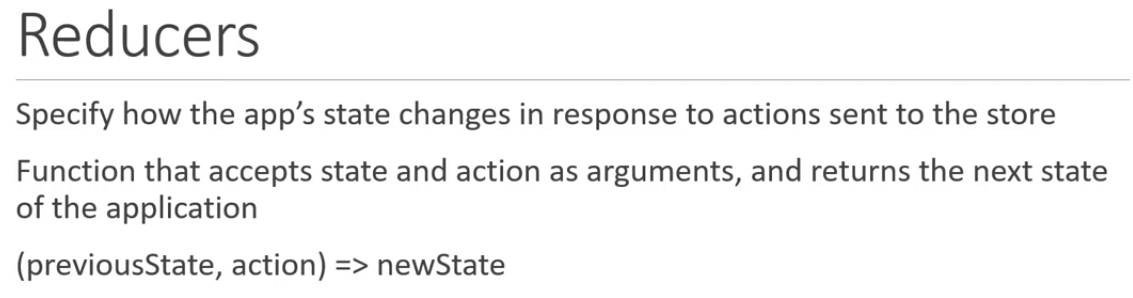 Reducers
Specify how the app's state changes in response to actions sent to the store
Function that accepts state and action as arguments, and returns the next state
of the application
(previousState, action) => newState